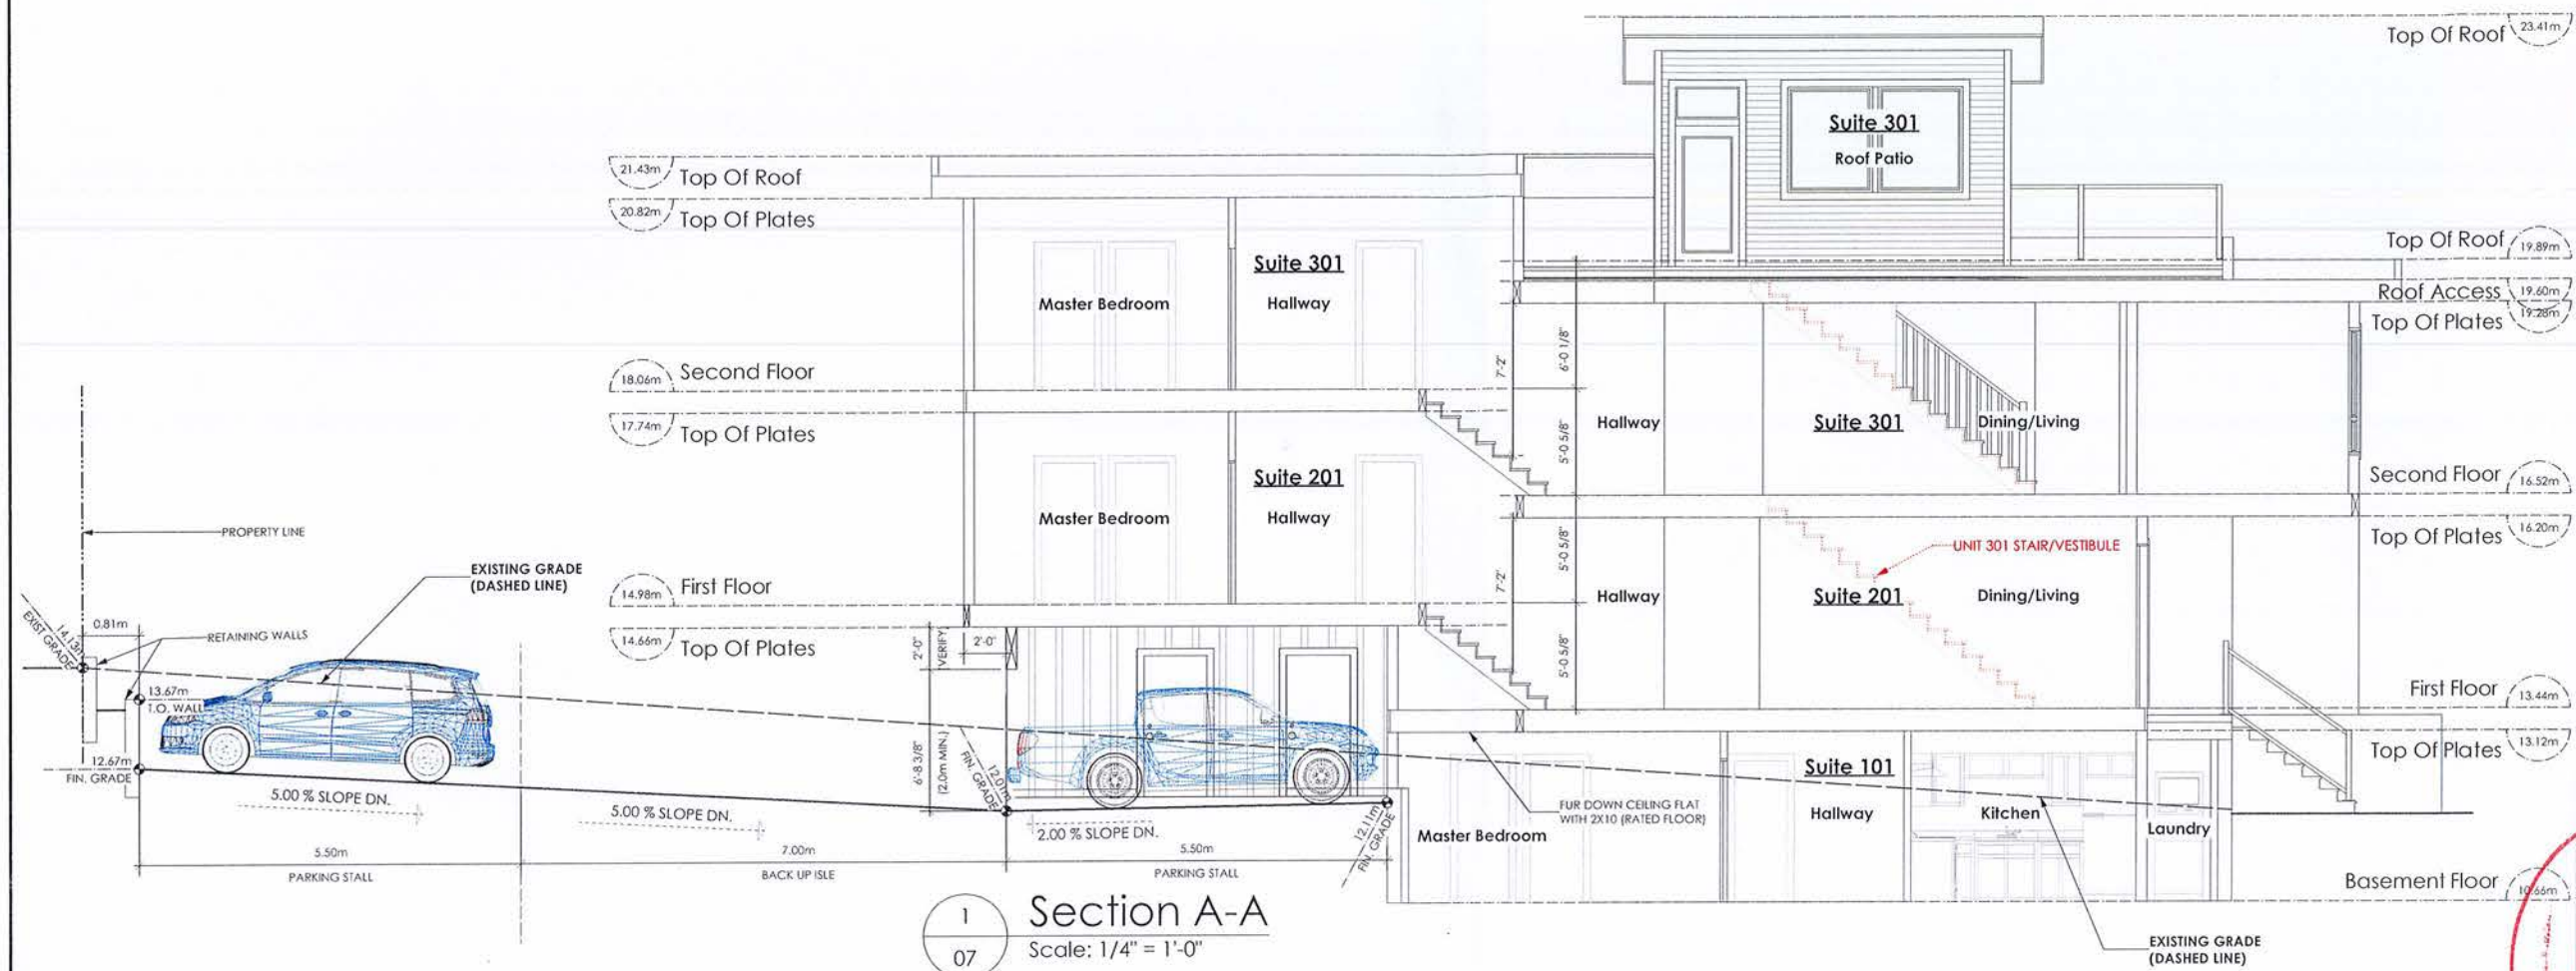 Top Of Roof 23.41m
Suite 301
Roof Patio
21.43m Top Of Roof
20.82m Top Of Plates
Suite 301
Master Bedroom
Hallway
Top Of Roof 19.89m
Roof Access 19.60m
Top Of Plates 19.28m
18.06m Second Floor
17.74m Top Of Plates
7'-2"
6'-0 1/8"
5'-0 5/8"
Hallway
Suite 301
Dining/Living
Suite 201
Master Bedroom
Hallway
Second Floor 16.52m
Top Of Plates 16.20m
PROPERTY LINE
EXISTING GRADE
(DASHED LINE)
14.98m First Floor
14.66m Top Of Plates
7'-2"
5'-0 5/8"
5'-0 5/8"
UNIT 301 STAIR/VESTIBULE
Hallway
Suite 201
Dining/Living
0.81m
RETAINING WALLS
14.13m
EXIST GRADE
13.67m
T.O. WALL
12.67m
FIN. GRADE
2'-0"
(VERIFY)
2'-0"
6'-8 3/8"
(2.0m MIN.)
12.01m
FIN. GRADE
First Floor 13.44m
Top Of Plates 13.12m
5.00 % SLOPE DN.
5.00 % SLOPE DN.
2.00 % SLOPE DN.
12.11m
FIN. GRADE
FUR DOWN CEILING FLAT
WITH 2X10 (RATED FLOOR)
Suite 101
Master Bedroom
Hallway
Kitchen
Laundry
5.50m
PARKING STALL
7.00m
BACK UP ISLE
5.50m
PARKING STALL
Basement Floor 10.66m
1
07
Section A-A
Scale: 1/4" = 1'-0"
EXISTING GRADE
(DASHED LINE)